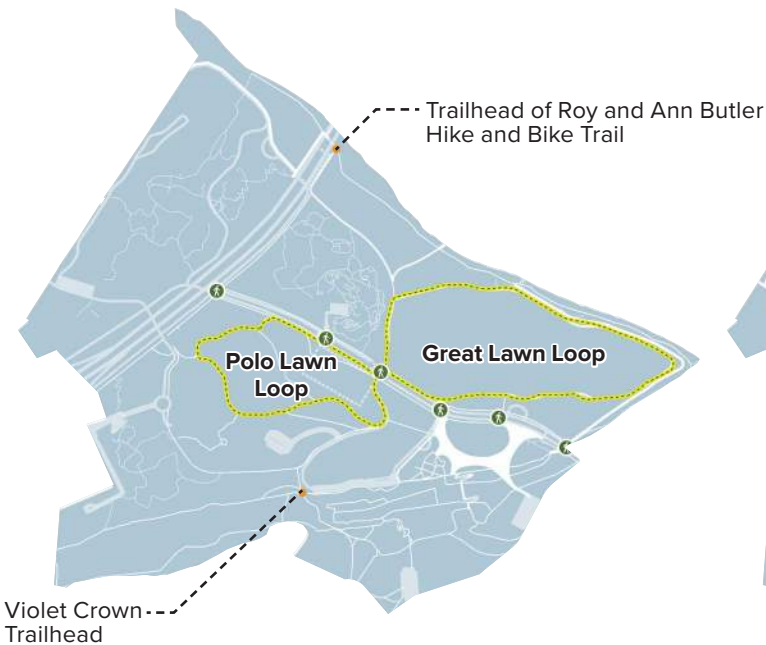 Trailhead of Roy and Ann Butler
Hike and Bike Trail
Great Lawn Loop
Polo Lawn
Loop
Violet Crown
Trailhead